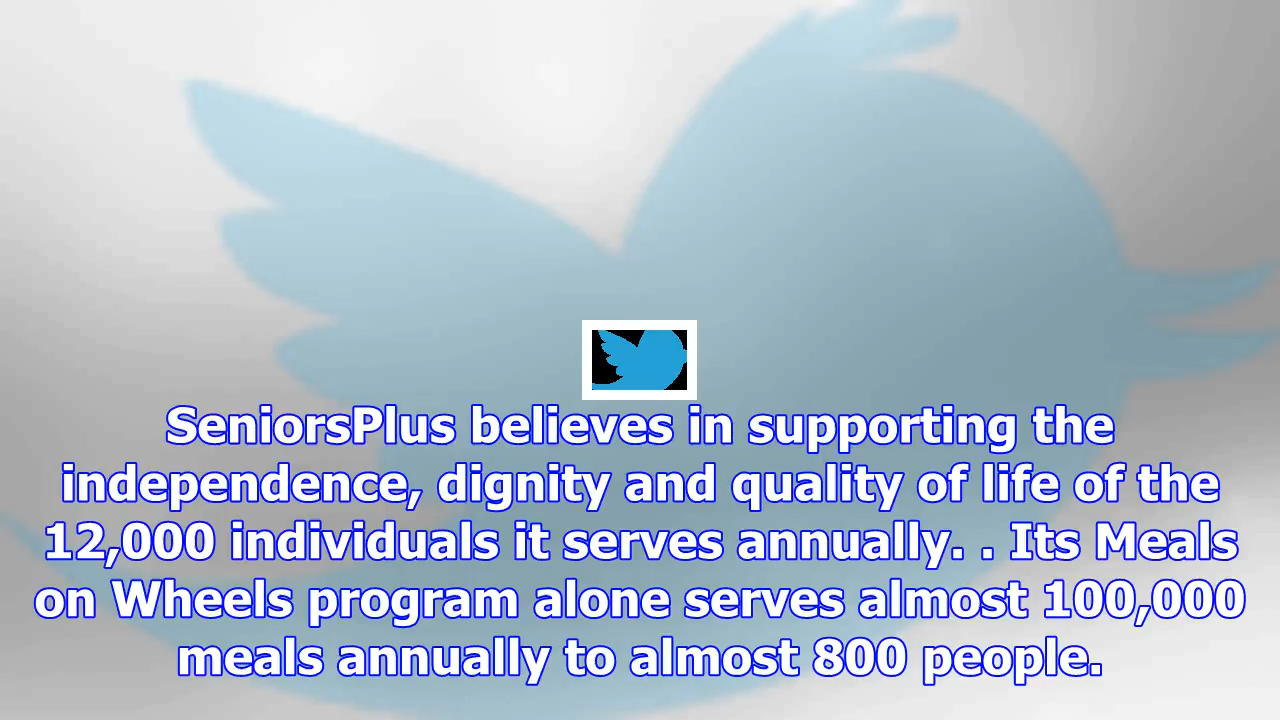 SeniorsPlus believes in supporting the
independence, dignity and quality of life of the
12,000 individuals it serves annually. . Its Meals
on Wheels program alone serves almost 100,000
meals annually to almost 800 people.